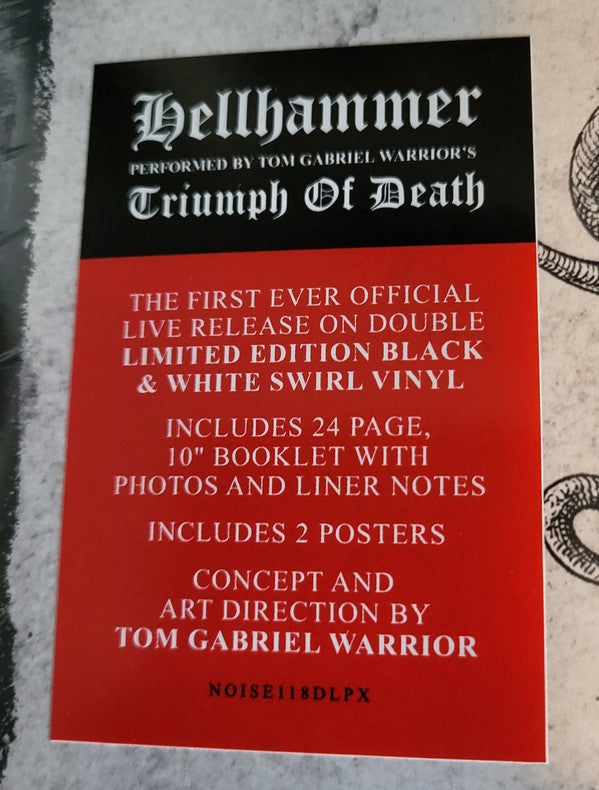 Hellhammer
PERFORMED BY TOM GABRIEL WARRIOR'S
Triumph Of Death
THE FIRST EVER OFFICIAL
LIVE RELEASE ON DOUBLE
LIMITED EDITION BLACK
& WHITE SWIRL VINYL
INCLUDES 24 PAGE,
10" BOOKLET WITH
PHOTOS AND LINER NOTES
INCLUDES 2 POSTERS
CONCEPT AND
ART DIRECTION BY
TOM GABRIEL WARRIOR
NOISE118DLPX